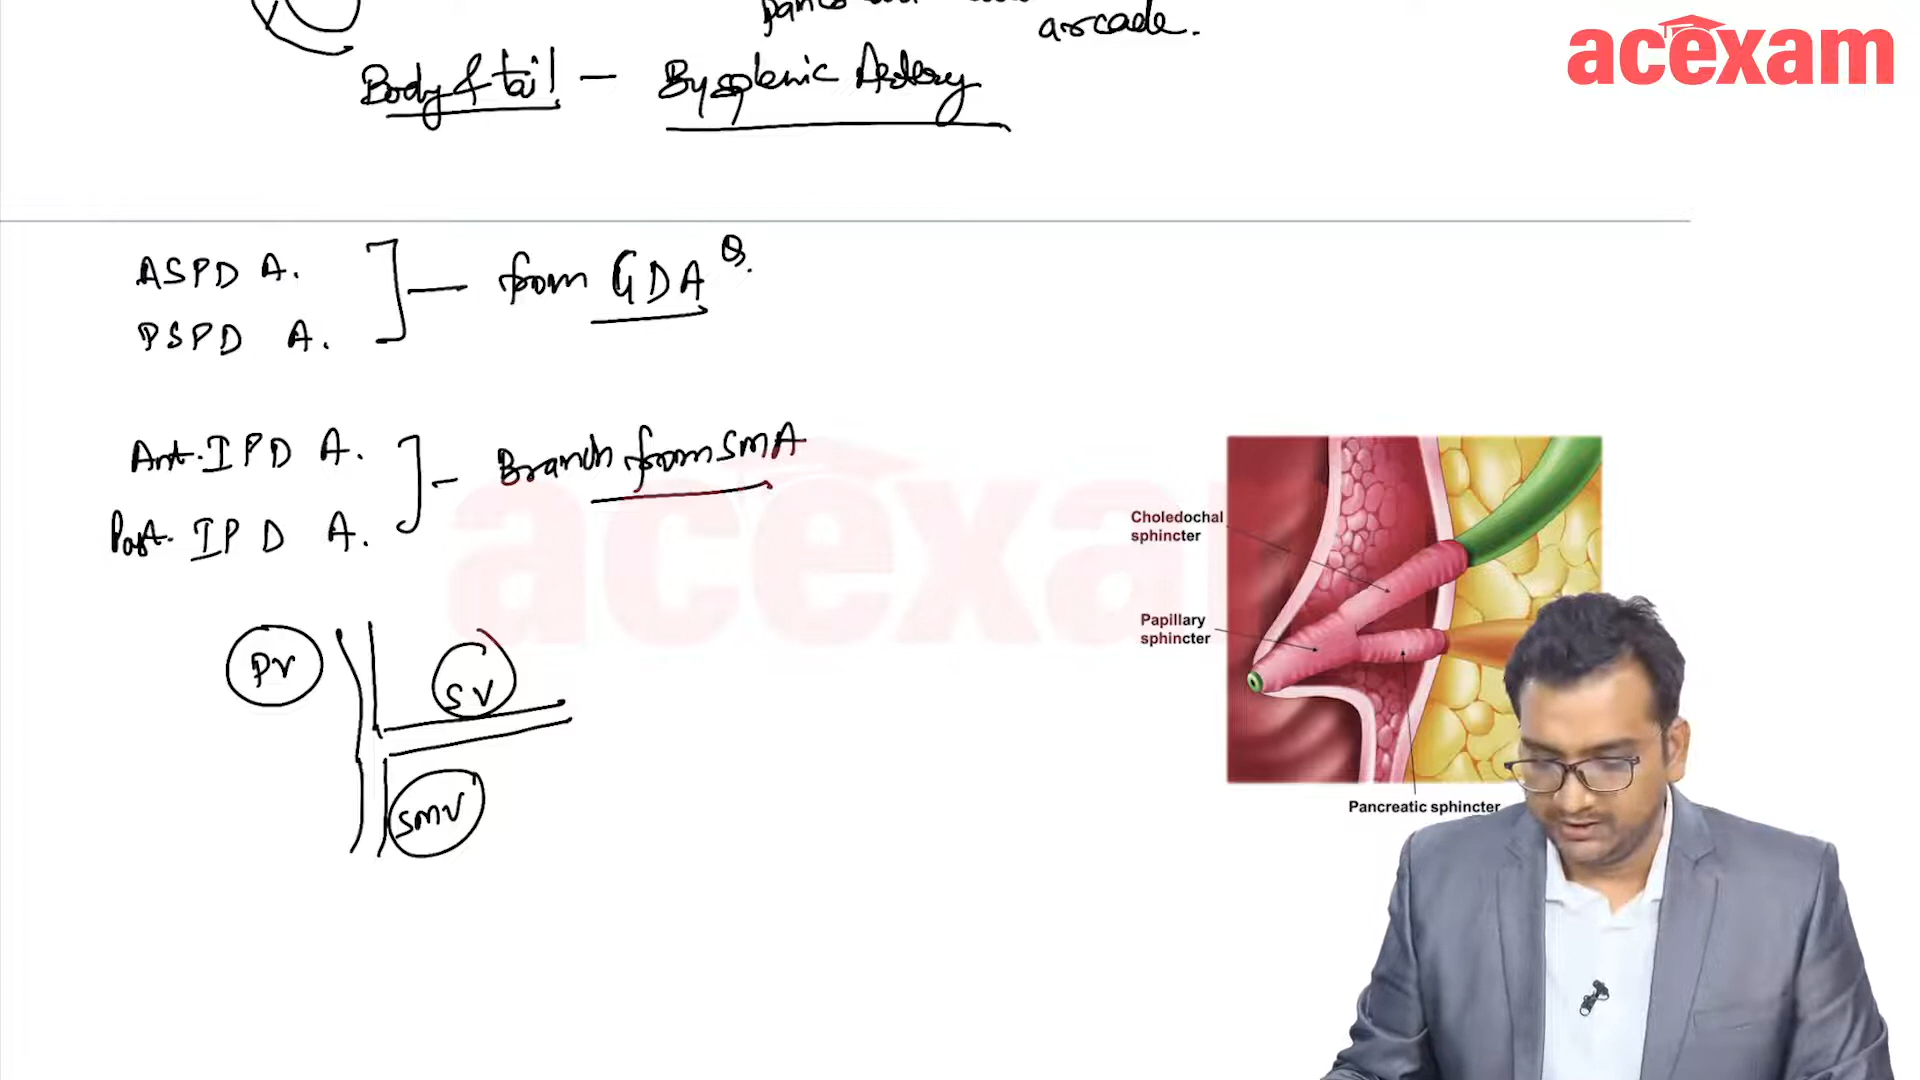 arcade.
acexam
Body & tail — By splenic Artery
ASPD A.
PSPD A.
— from GDA Q.
Ant. IPD A.
Post. IPD A.
- Branch from SMA
acexam
Choledochal
sphincter
Papillary
sphincter
PV
SV
SMV
Pancreatic sphincter